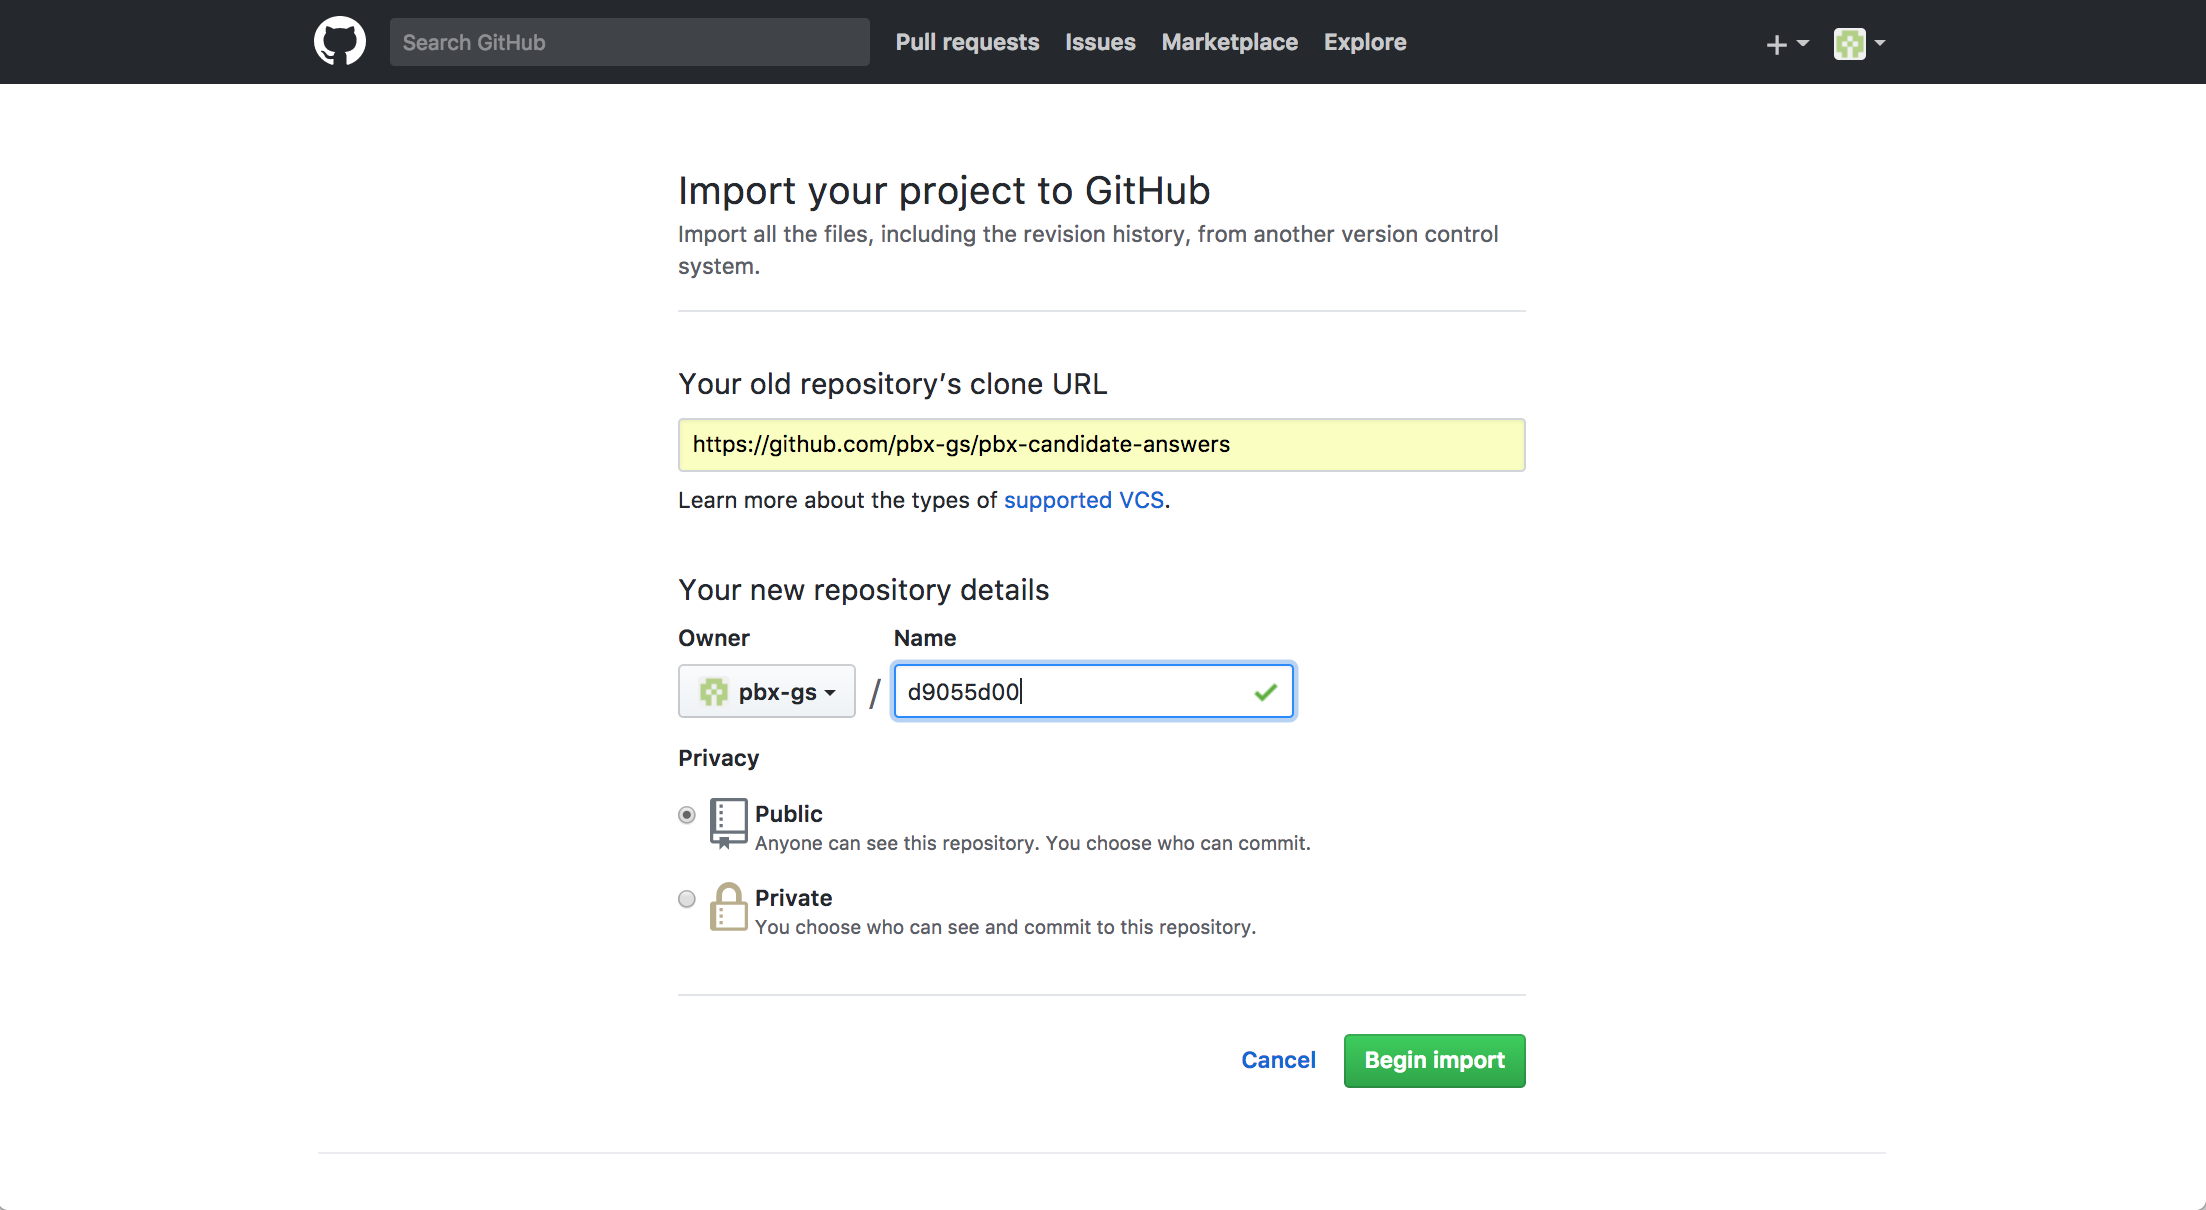 Search GitHub
Pull requests
Issues
Marketplace
Explore
Import your project to GitHub
Import all the files, including the revision history, from another version control
system.
Your old repository’s clone URL
https://github.com/pbx-gs/pbx-candidate-answers
Learn more about the types of supported VCS.
Your new repository details
Owner
Name
pbx-gs
/
d9055d00
Privacy
Public
Anyone can see this repository. You choose who can commit.
Private
You choose who can see and commit to this repository.
Cancel
Begin import